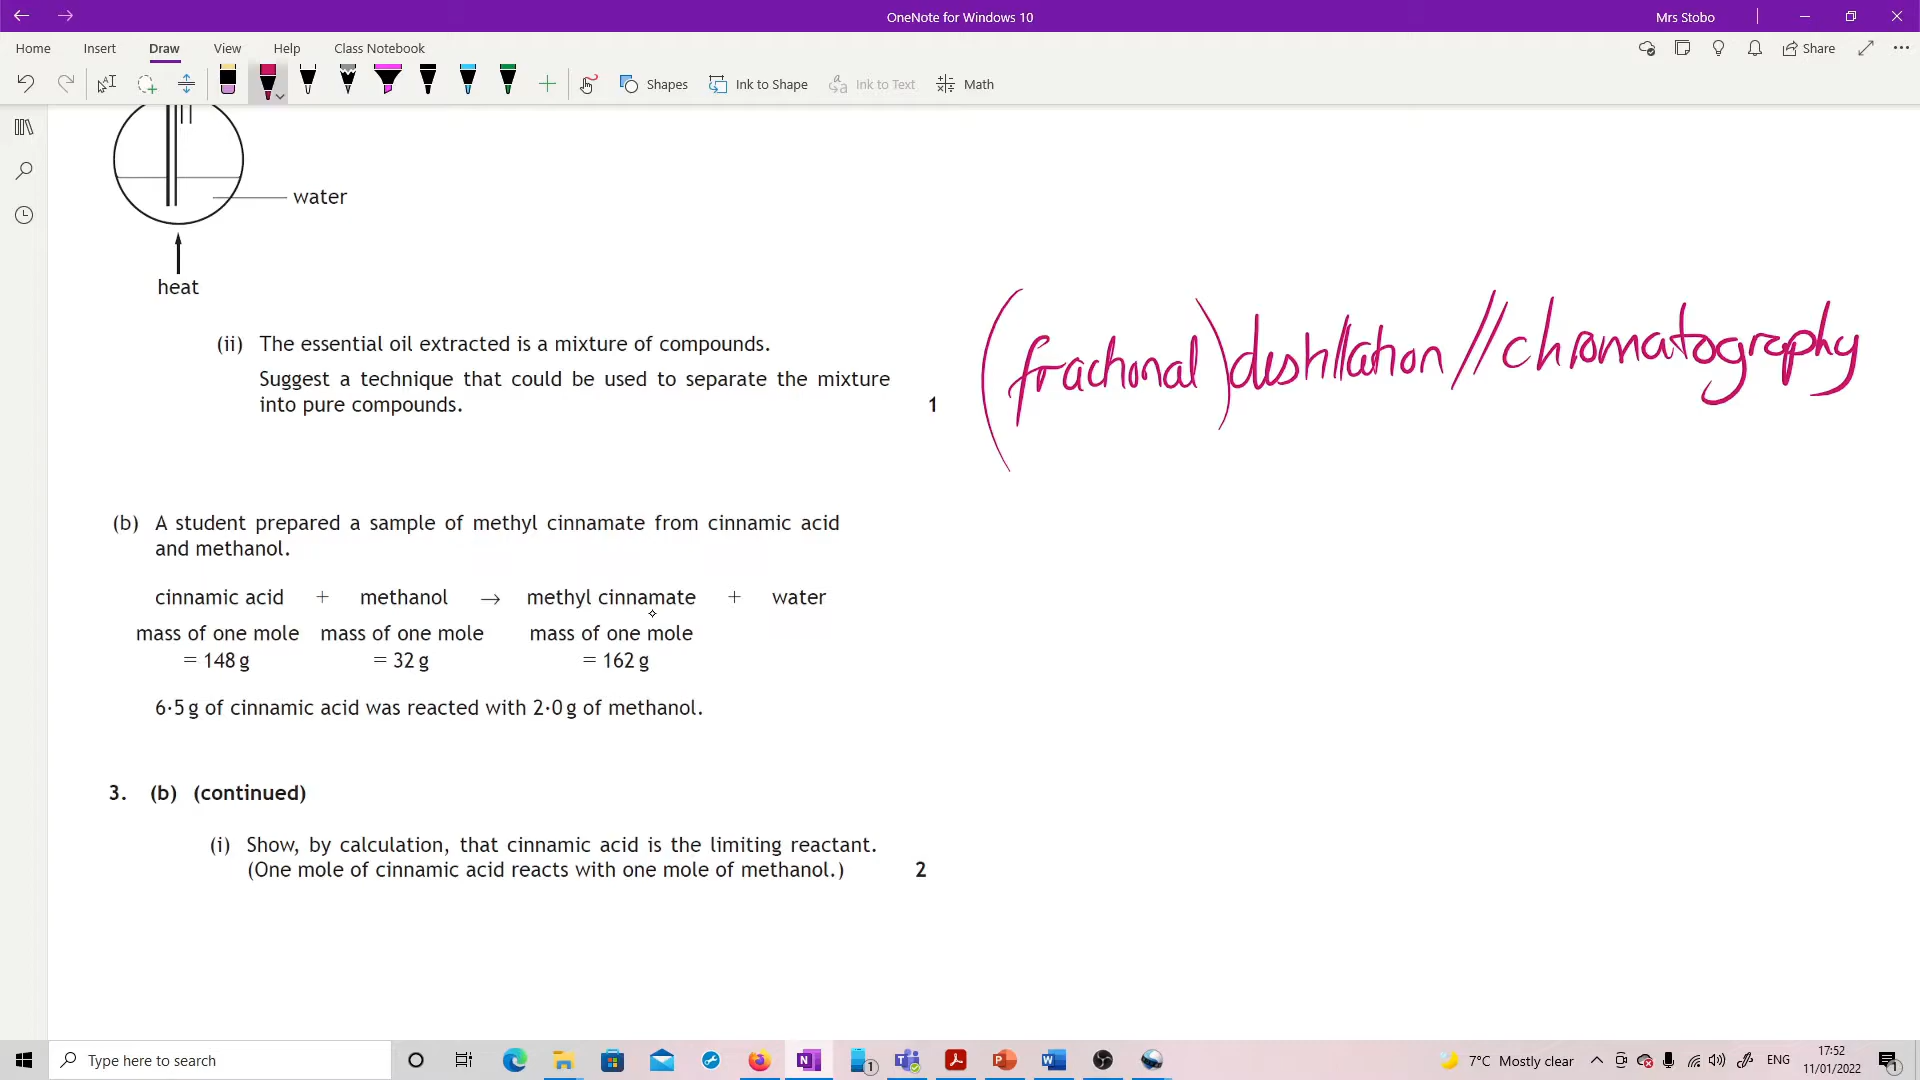 OneNote for Windows 10
Mrs Stobo
Home Insert Draw View Help Class Notebook
Share
Shapes Ink to Shape Ink to Text Math
water
heat
(ii) The essential oil extracted is a mixture of compounds.
Suggest a technique that could be used to separate the mixture
into pure compounds. 1
(fractional) distillation // chromatography
(b) A student prepared a sample of methyl cinnamate from cinnamic acid
and methanol.
cinnamic acid + methanol → methyl cinnamate + water
mass of one mole mass of one mole mass of one mole
= 148 g = 32 g = 162 g
6·5 g of cinnamic acid was reacted with 2·0 g of methanol.
3. (b) (continued)
(i) Show, by calculation, that cinnamic acid is the limiting reactant.
(One mole of cinnamic acid reacts with one mole of methanol.) 2
Type here to search
7°C Mostly clear
ENG
17:52
11/01/2022